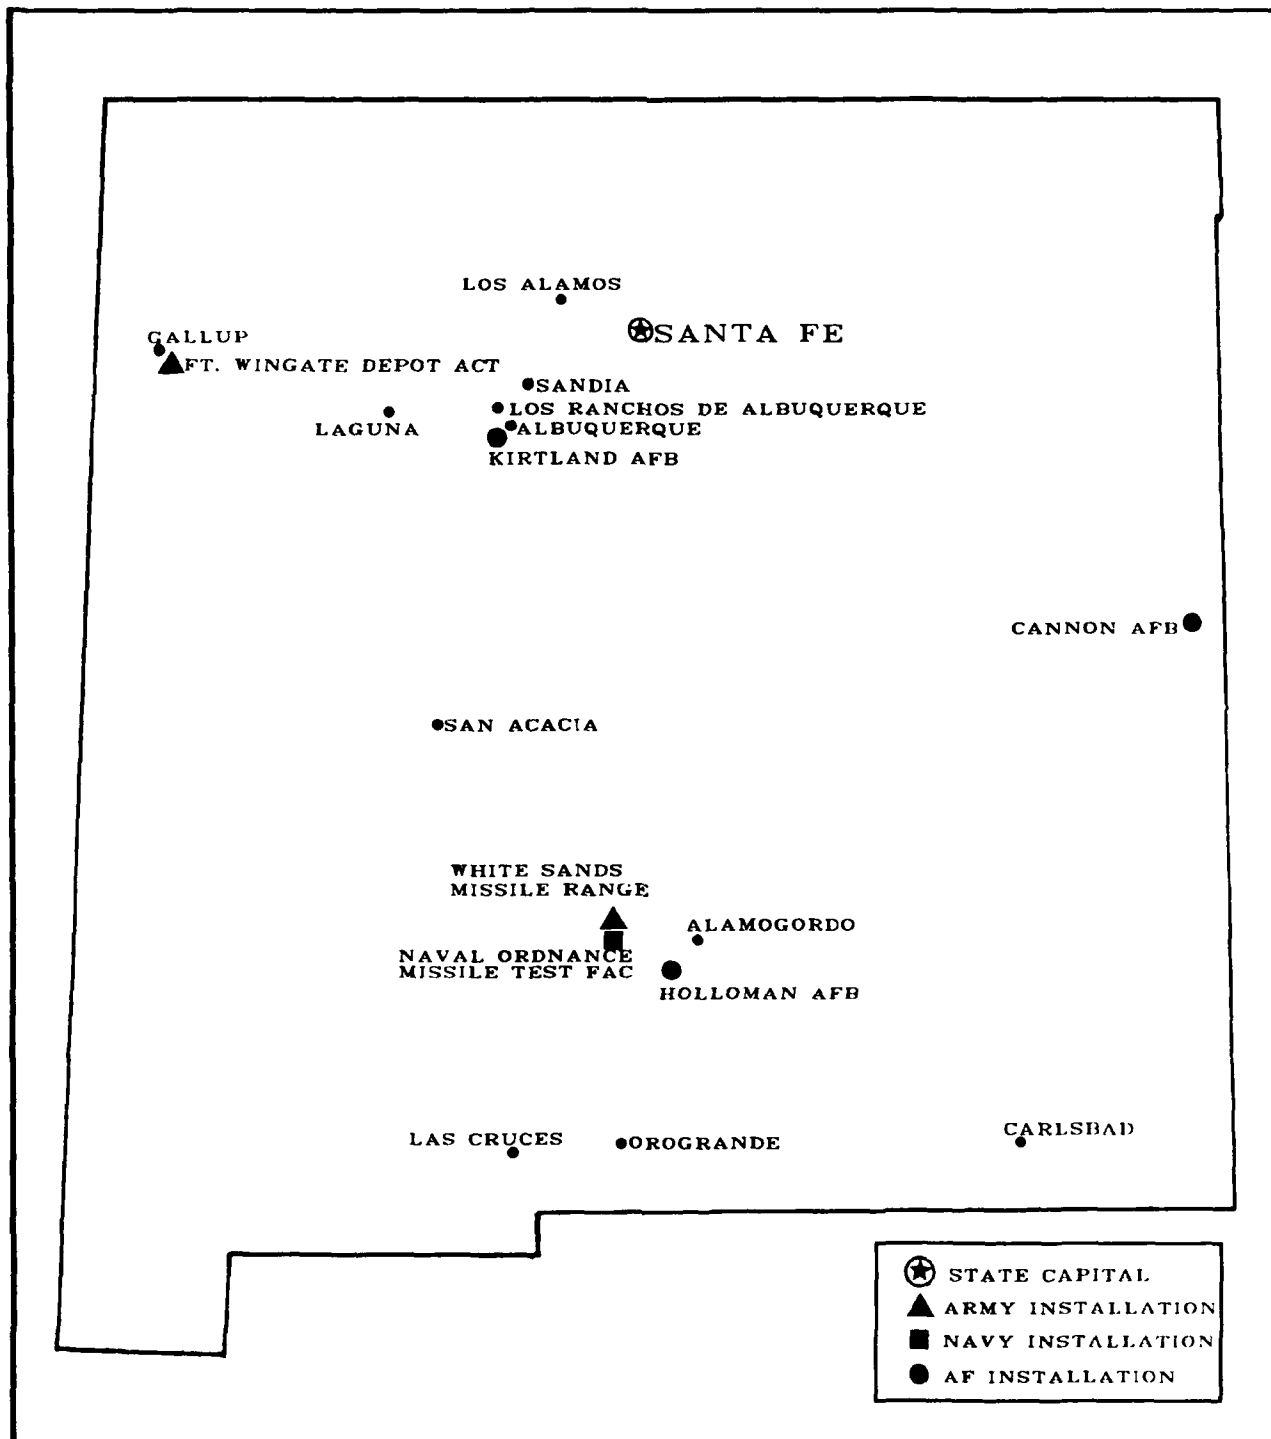 LOS ALAMOS
SANTA FE
GALLUP
FT. WINGATE DEPOT ACT
SANDIA
LOS RANCHOS DE ALBUQUERQUE
LAGUNA
ALBUQUERQUE
KIRTLAND AFB
CANNON AFB
SAN ACACIA
WHITE SANDS
MISSILE RANGE
ALAMOGORDO
NAVAL ORDNANCE
MISSILE TEST FAC
HOLLOMAN AFB
LAS CRUCES
OROGRANDE
CARLSBAD
STATE CAPITAL
ARMY INSTALLATION
NAVY INSTALLATION
AF INSTALLATION